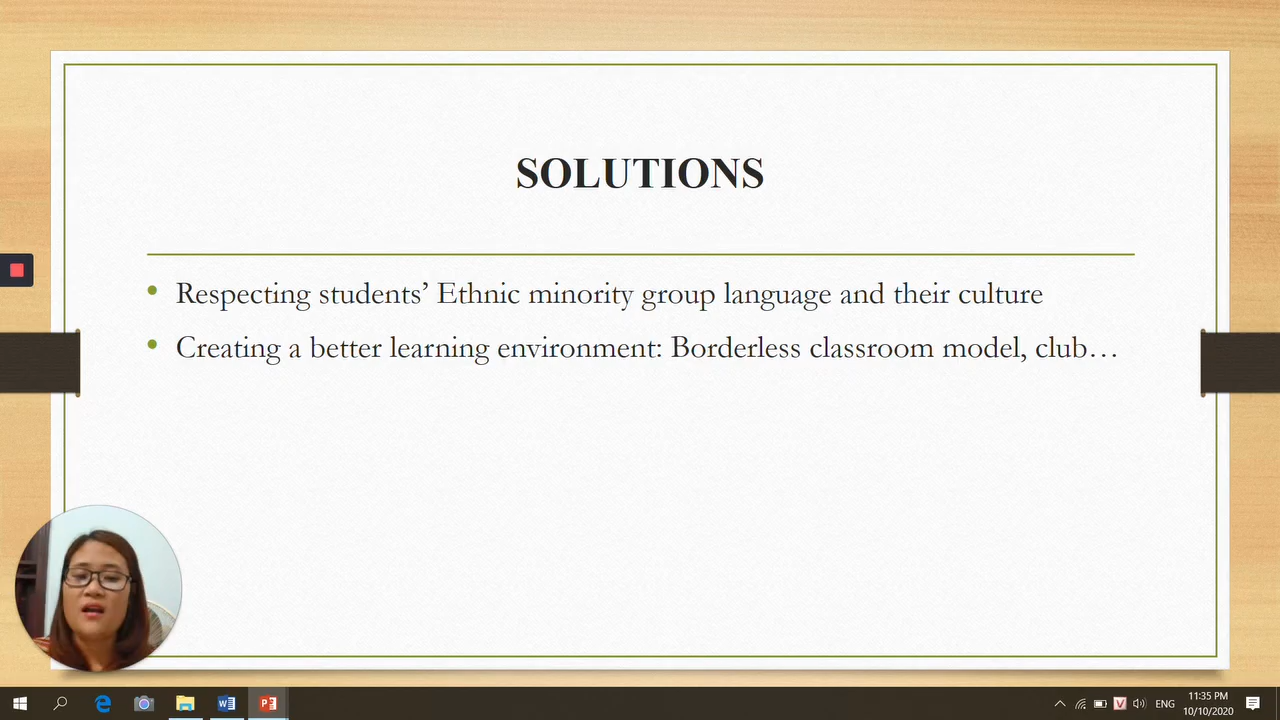 SOLUTIONS
• Respecting students’ Ethnic minority group language and their culture
• Creating a better learning environment: Borderless classroom model, club…
ENG
11:35 PM
10/10/2020